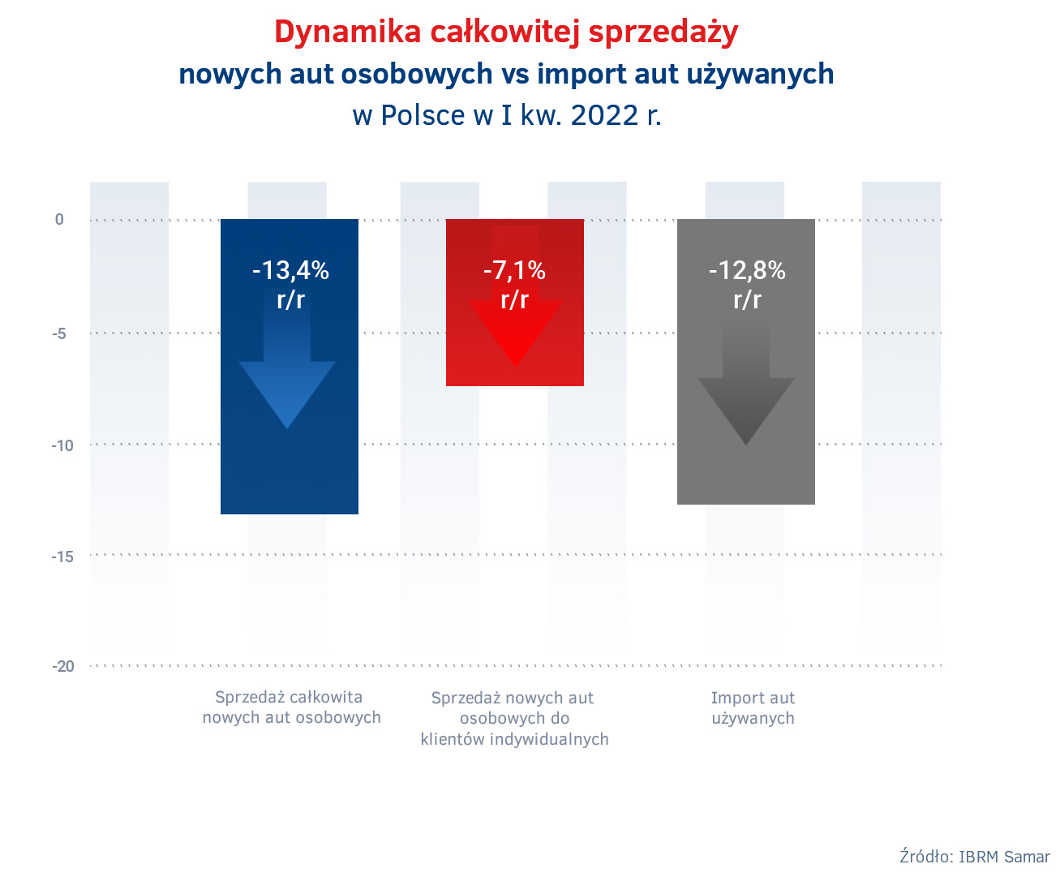 Dynamika całkowitej sprzedaży
nowych aut osobowych vs import aut używanych
w Polsce w I kw. 2022 r.
0
-5
-10
-15
-20
-13,4%
r/r
-7,1%
r/r
-12,8%
r/r
Sprzedaż całkowita
nowych aut osobowych
Sprzedaż nowych aut
osobowych do
klientów indywidualnych
Import aut
używanych
Źródło: IBRM Samar